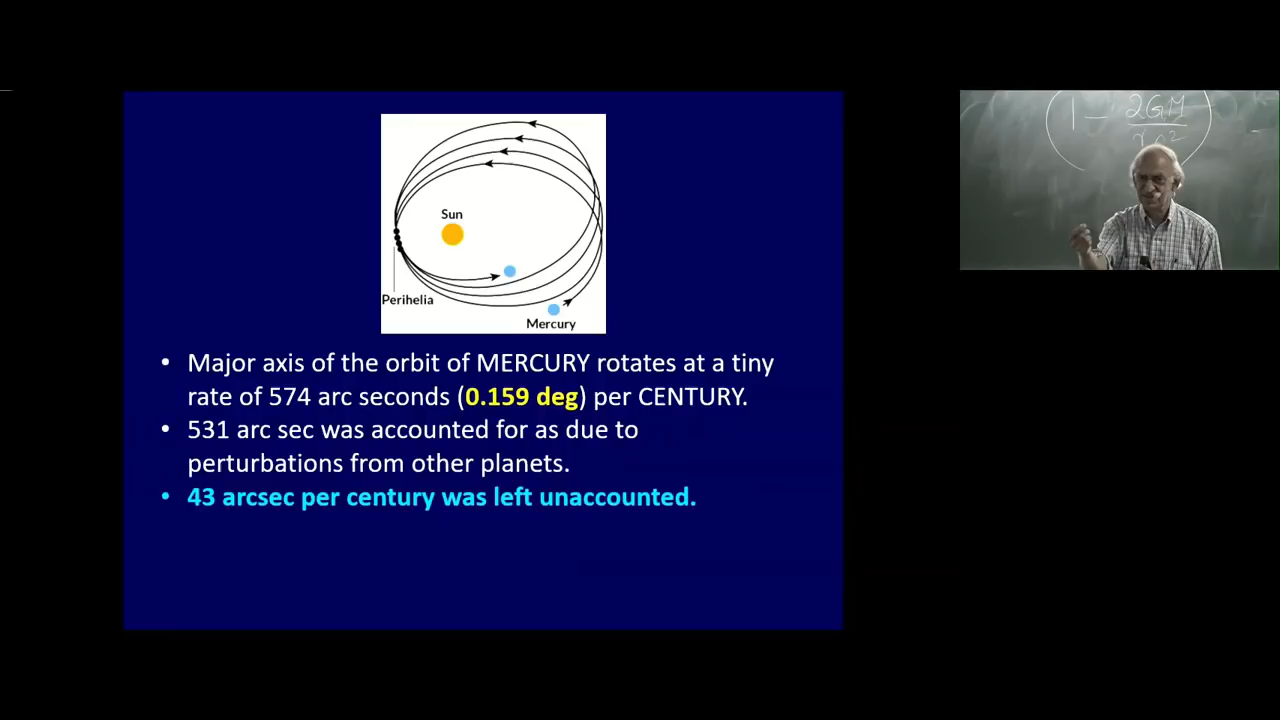 Sun
Perihelia
Mercury
• Major axis of the orbit of MERCURY rotates at a tiny
rate of 574 arc seconds (0.159 deg) per CENTURY.
• 531 arc sec was accounted for as due to
perturbations from other planets.
• 43 arcsec per century was left unaccounted.
1 - 2GM